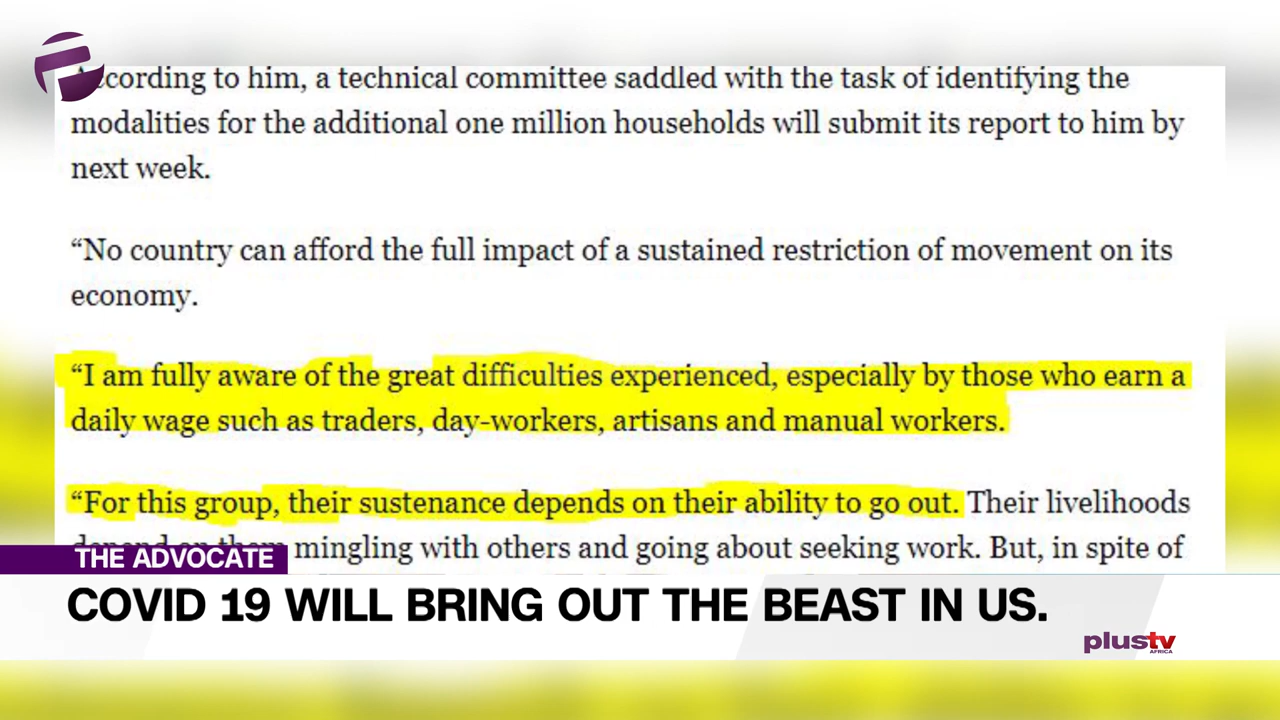 According to him, a technical committee saddled with the task of identifying the
modalities for the additional one million households will submit its report to him by
next week.
“No country can afford the full impact of a sustained restriction of movement on its
economy.
“I am fully aware of the great difficulties experienced, especially by those who earn a
daily wage such as traders, day-workers, artisans and manual workers.
“For this group, their sustenance depends on their ability to go out. Their livelihoods
depend on them mingling with others and going about seeking work. But, in spite of
THE ADVOCATE
COVID 19 WILL BRING OUT THE BEAST IN US.
plustv
AFRICA